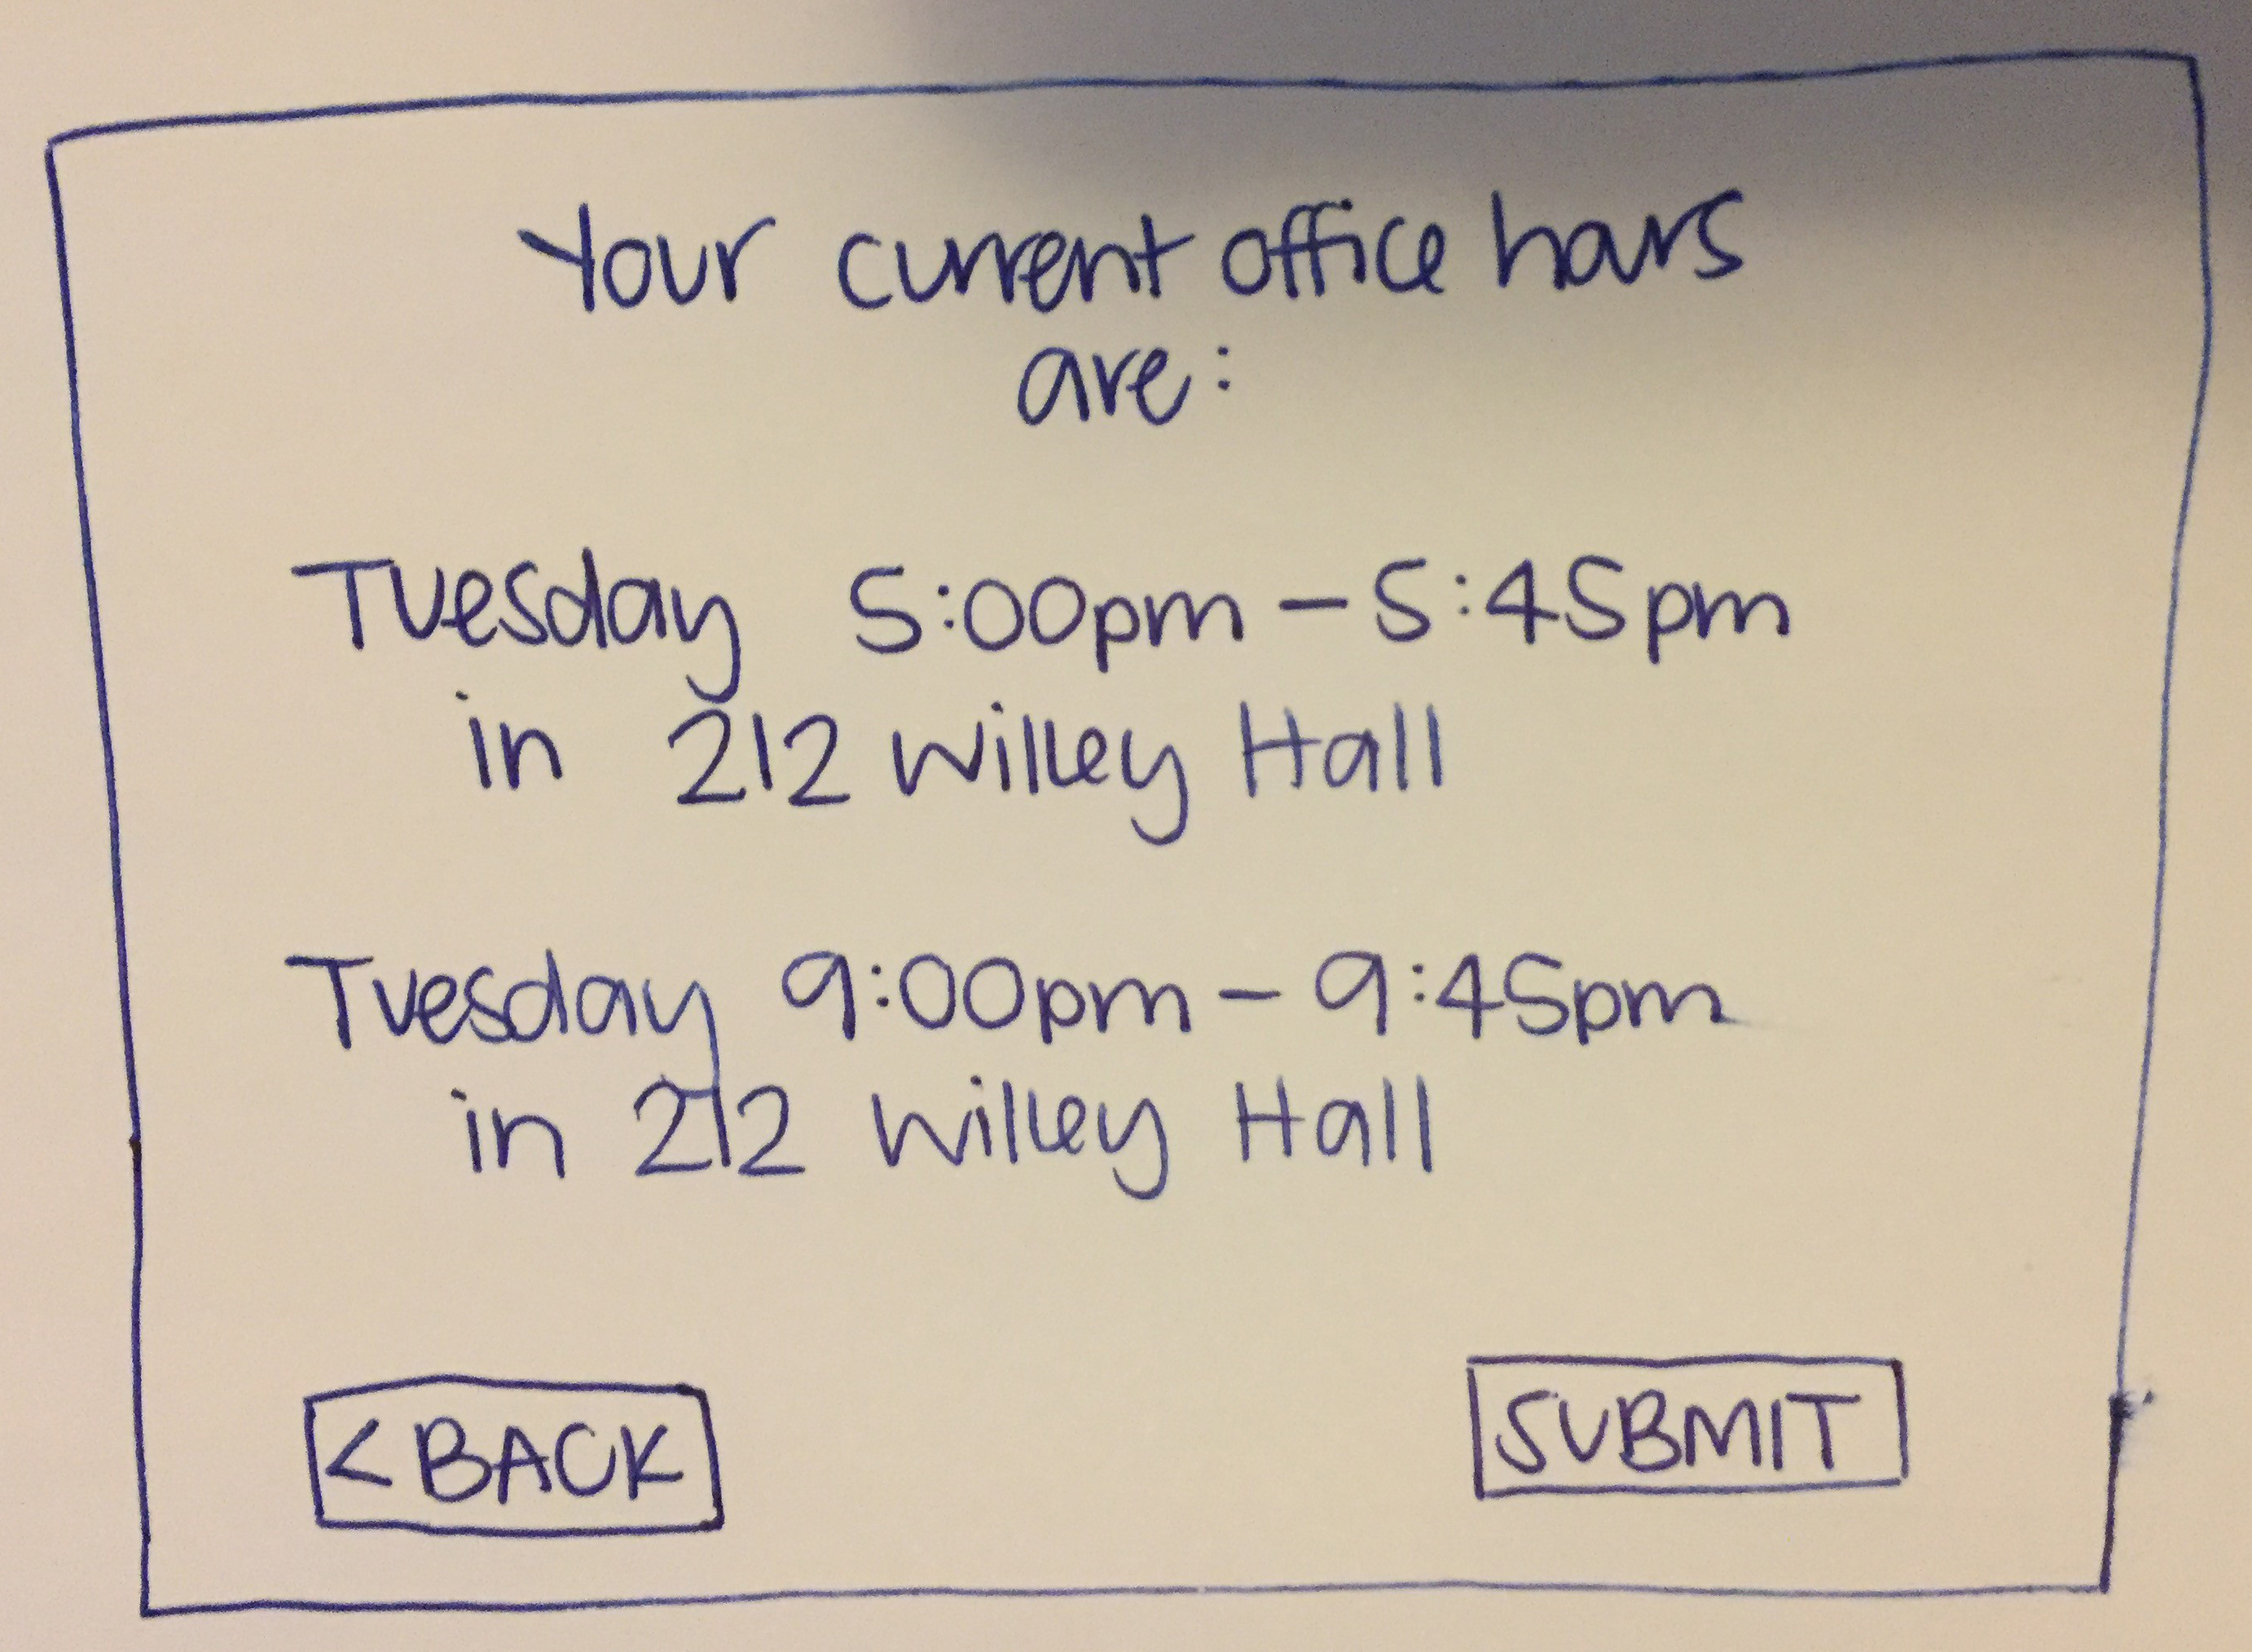 Your current office hours
are:
Tuesday 5:00pm - 5:45pm
in 212 Willey Hall
Tuesday 9:00pm - 9:45pm
in 212 Willey Hall
< BACK
SUBMIT